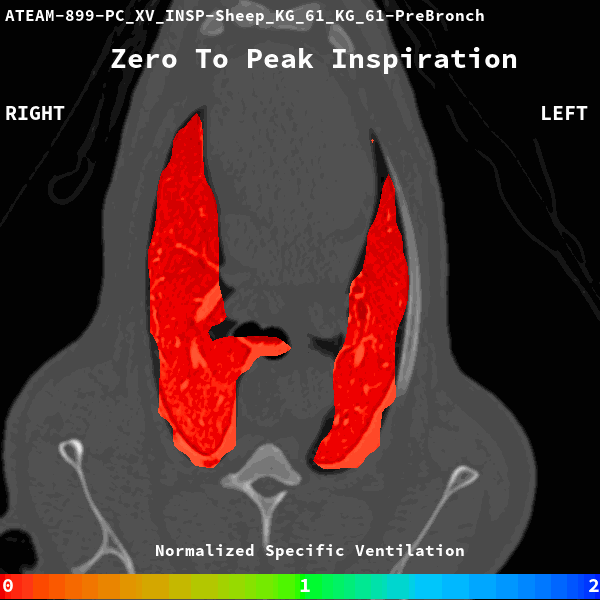 ATEAM-899-PC_XV_INSP-Sheep_KG_61_KG_61-PreBronch
Zero To Peak Inspiration
RIGHT LEFT
Normalized Specific Ventilation
0 1 2